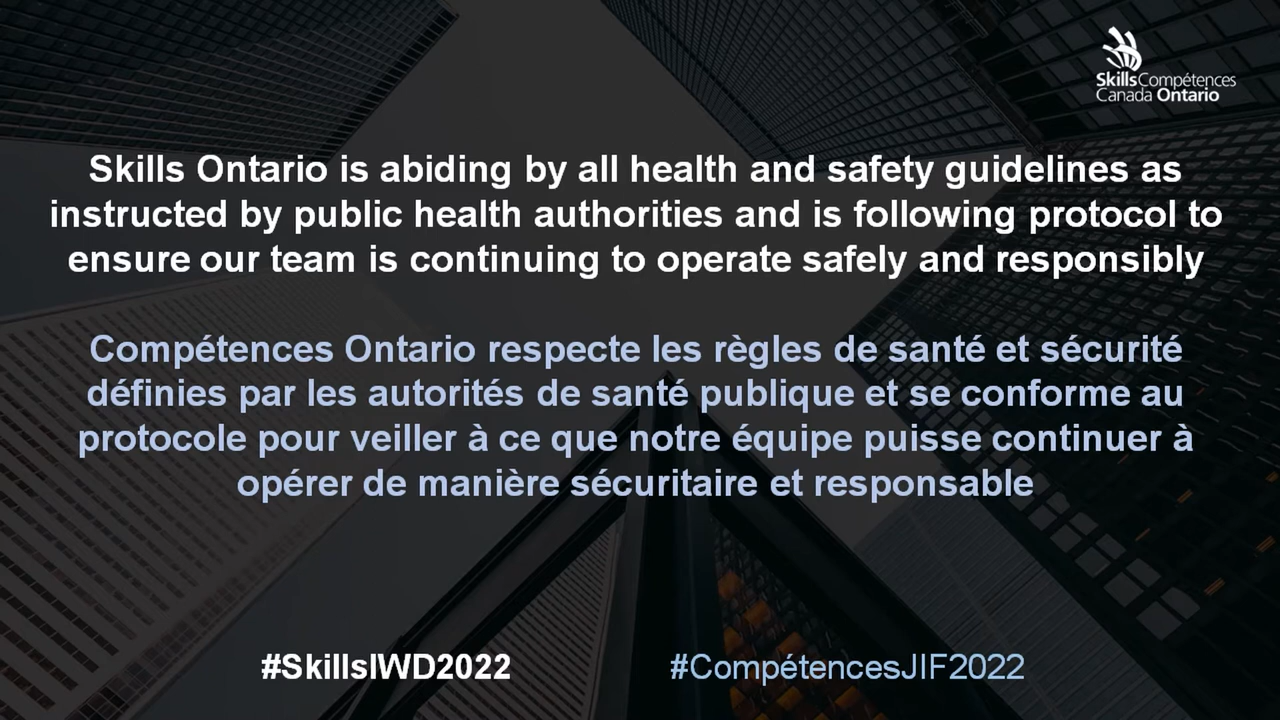 SkillsCompétences
Canada Ontario
Skills Ontario is abiding by all health and safety guidelines as
instructed by public health authorities and is following protocol to
ensure our team is continuing to operate safely and responsibly
Compétences Ontario respecte les règles de santé et sécurité
définies par les autorités de santé publique et se conforme au
protocole pour veiller à ce que notre équipe puisse continuer à
opérer de manière sécuritaire et responsable
#SkillsIWD2022
#CompétencesJIF2022